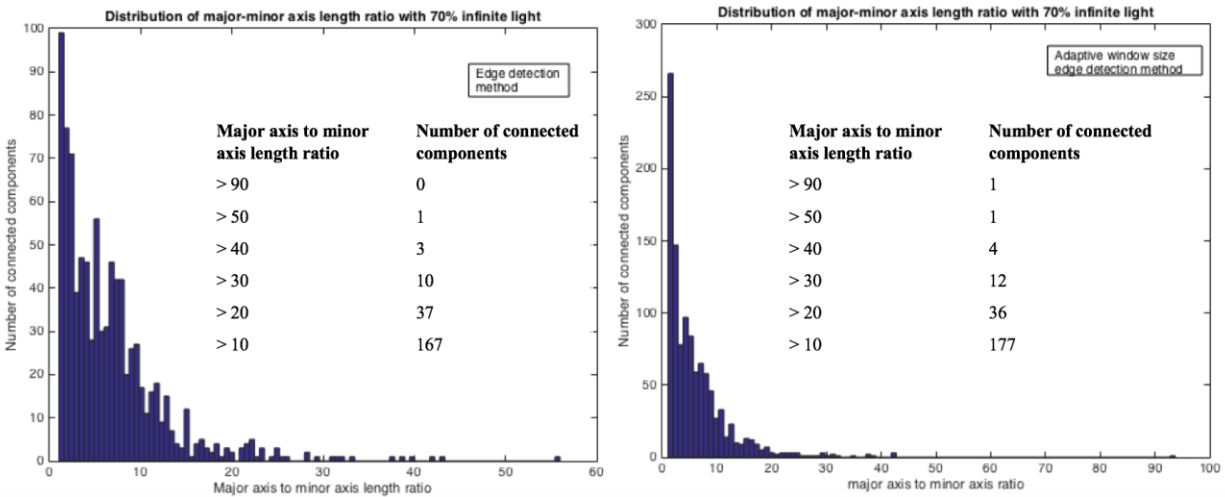 Distribution of major-minor axis length ratio with 70% infinite light
Number of connected components
100
90
80
70
60
50
40
30
20
10
0
0
10
20
30
40
50
60
Major axis to minor axis length ratio
Edge detection
method
Major axis to minor Number of connected
axis length ratio components
> 90 0
> 50 1
> 40 3
> 30 10
> 20 37
> 10 167
Distribution of major-minor axis length ratio with 70% infinite light
Number of connected components
300
250
200
150
100
50
0
0
10
20
30
40
50
60
70
80
90
100
major axis to minor axis ratio
Adaptive window size
edge detection method
Major axis to minor Number of connected
axis length ratio components
> 90 1
> 50 1
> 40 4
> 30 12
> 20 36
> 10 177